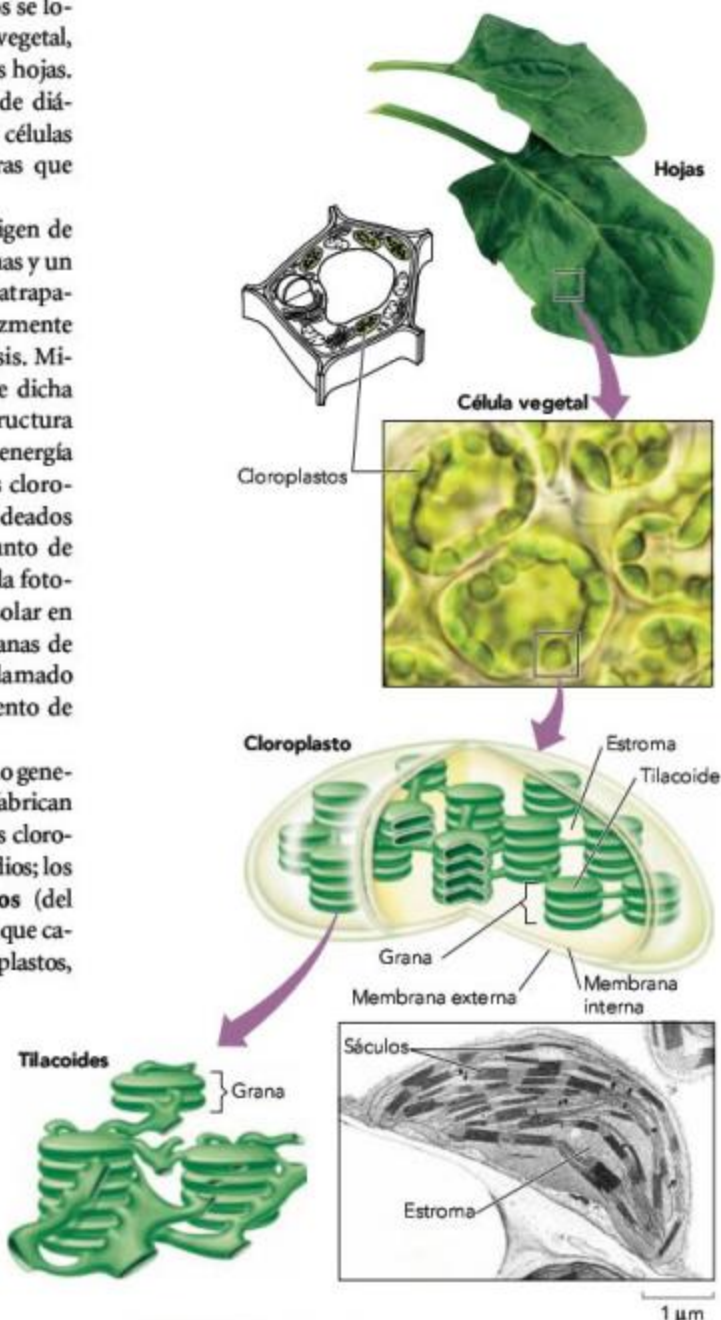 os se lo-
vegetal,
s hojas.
de diá-
células
ras que
igen de
nas y un
atrapa-
zmente
sis. Mi-
e dicha
ructura
energía
s cloro-
deados
unto de
la foto-
olar en
anas de
lamado
ento de
o gene-
abrican
s cloro-
dios; los
os (del
que ca-
plastos,
Hojas
Célula vegetal
Cloroplastos
Cloroplasto
Estroma
Tilacoide
Grana
Membrana externa
Membrana
interna
Tilacoides
Grana
Sáculos
Estroma
1 µm